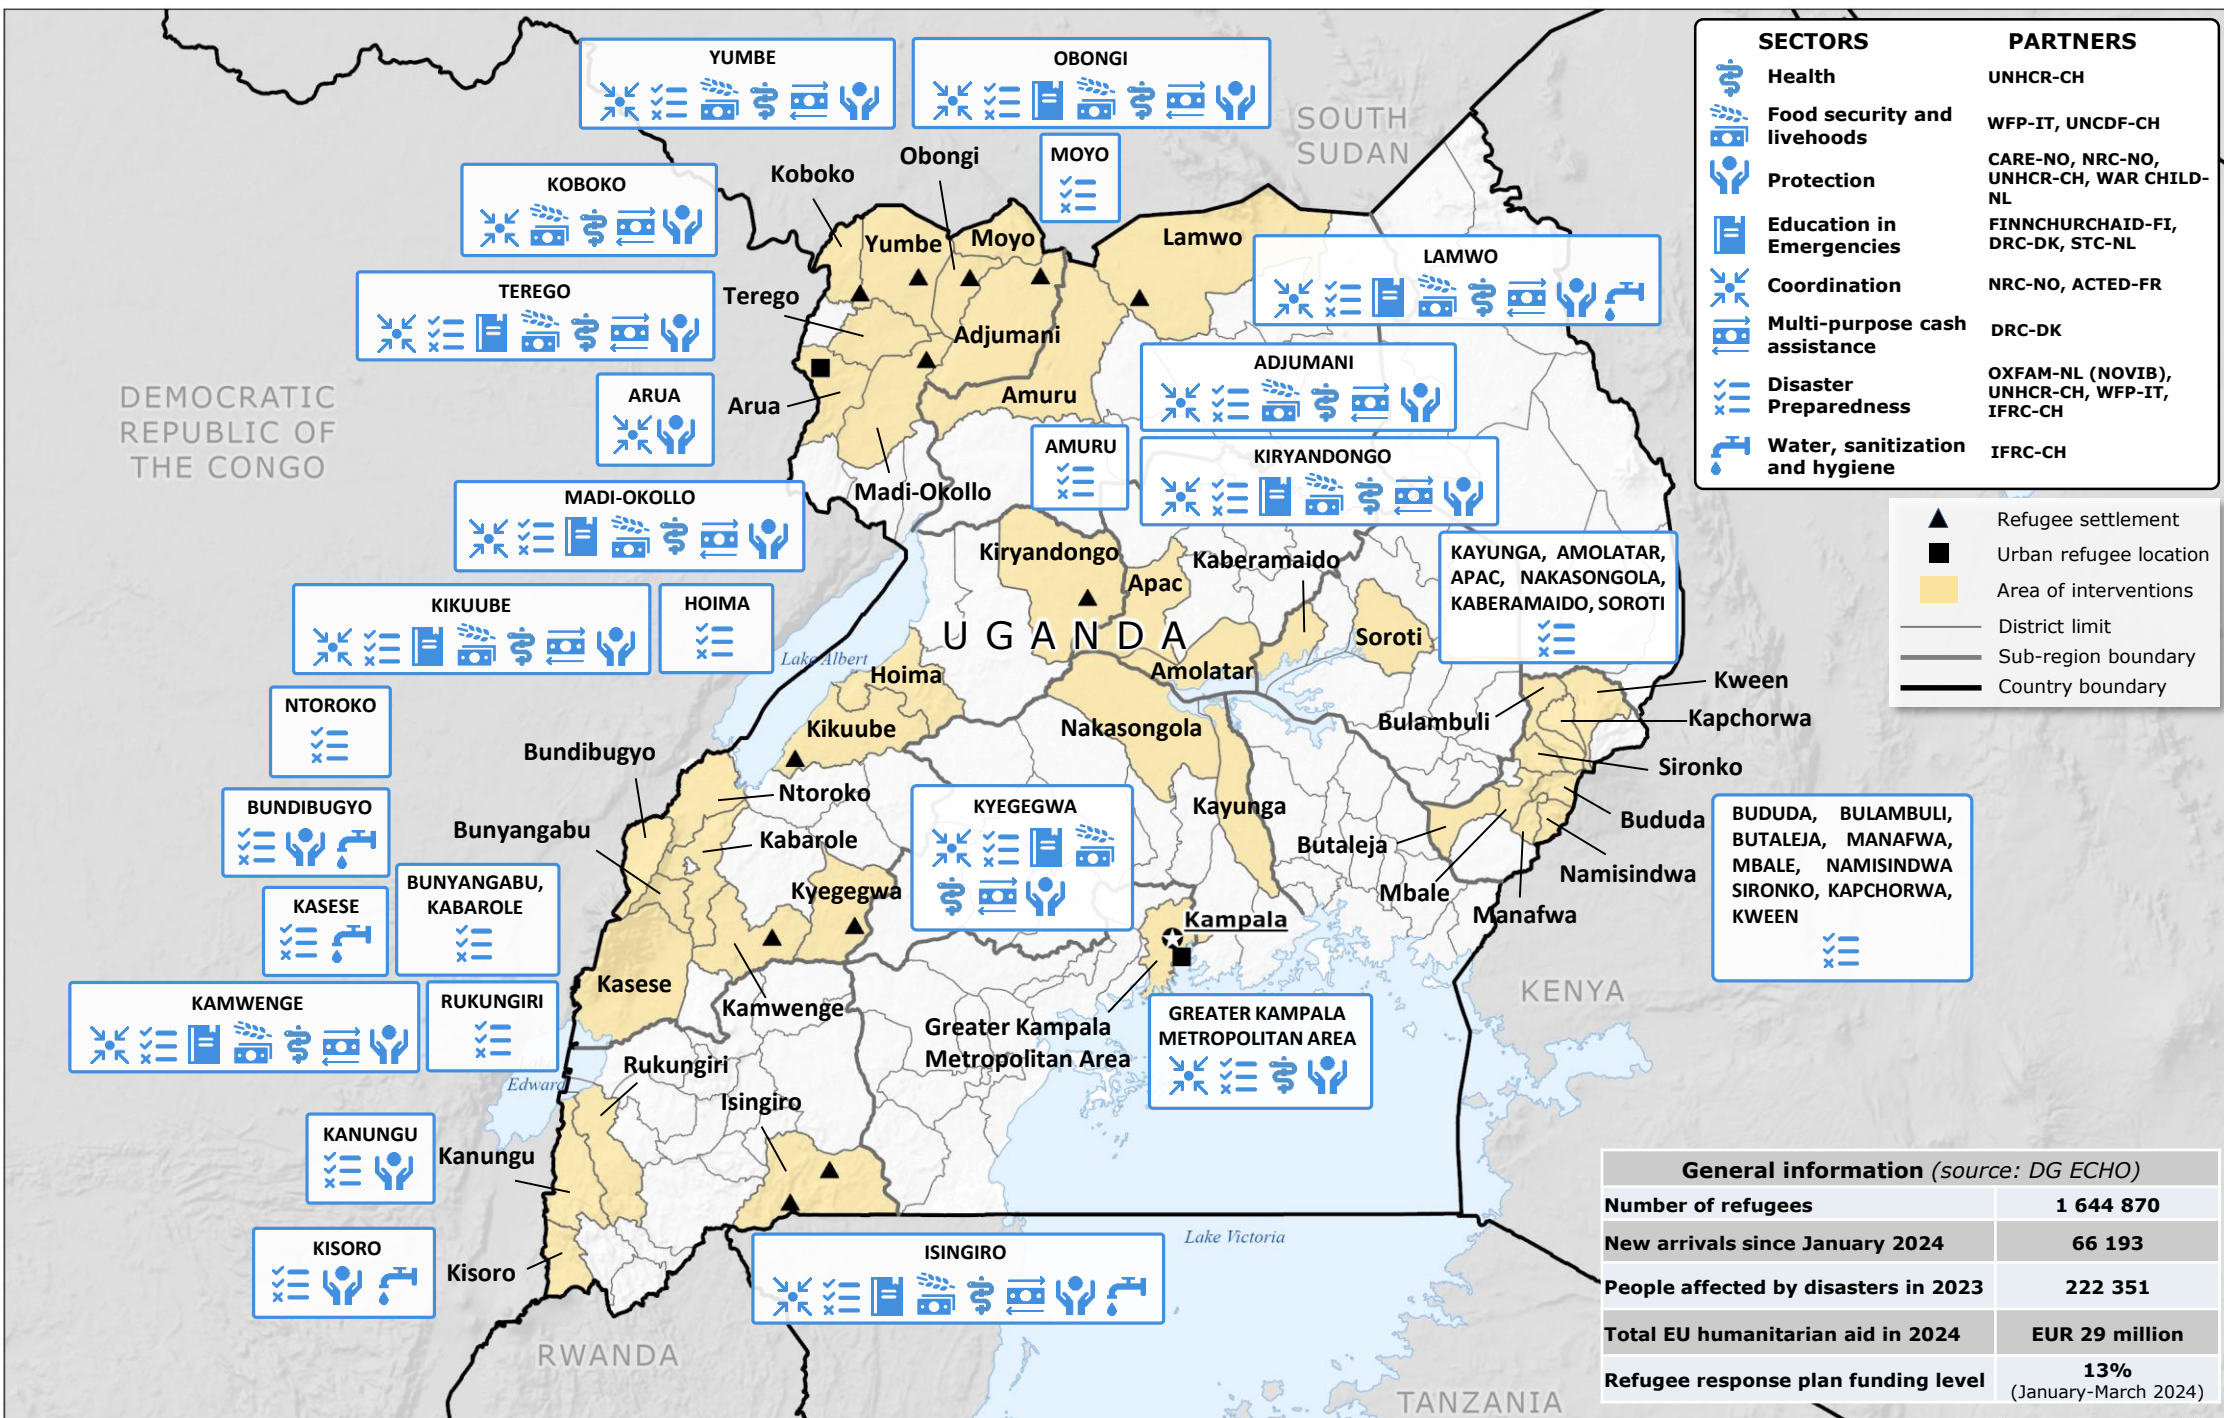 YUMBE
OBONGI
MOYO
KOBOKO
TEREGO
ARUA
LAMWO
ADJUMANI
AMURU
KIRYANDONGO
MADI-OKOLLO
KIKUUBE
HOIMA
KAYUNGA, AMOLATAR,
APAC, NAKASONGOLA,
KABERAMAIDO, SOROTI
NTOROKO
BUNDIBUGYO
KASESE
BUNYANGABU,
KABAROLE
KYEGEGWA
KAMWENGE
RUKUNGIRI
GREATER KAMPALA
METROPOLITAN AREA
BUDUDA, BULAMBULI,
BUTALEJA, MANAFWA,
MBALE, NAMISINDWA
SIRONKO, KAPCHORWA,
KWEEN
KANUNGU
KISORO
ISINGIRO
SOUTH
SUDAN
DEMOCRATIC
REPUBLIC OF
THE CONGO
UGANDA
KENYA
RWANDA
TANZANIA
Lake Albert
Lake
Edward
Lake Victoria
Koboko
Obongi
Yumbe
Moyo
Lamwo
Terego
Adjumani
Arua
Amuru
Madi-Okollo
Kiryandongo
Apac
Kaberamaido
Soroti
Amolatar
Hoima
Kikuube
Nakasongola
Kayunga
Bulambuli
Kween
Kapchorwa
Sironko
Bududa
Namisindwa
Manafwa
Mbale
Butaleja
Bundibugyo
Ntoroko
Bunyangabu
Kabarole
Kyegegwa
Kasese
Kamwenge
Kampala
Greater Kampala
Metropolitan Area
Rukungiri
Isingiro
Kanungu
Kisoro
SECTORS PARTNERS
Health UNHCR-CH
Food security and
livehoods
WFP-IT, UNCDF-CH
Protection
CARE-NO, NRC-NO,
UNHCR-CH, WAR CHILD-
NL
Education in
Emergencies
FINNCHURCHAID-FI,
DRC-DK, STC-NL
Coordination NRC-NO, ACTED-FR
Multi-purpose cash
assistance
DRC-DK
Disaster
Preparedness
OXFAM-NL (NOVIB),
UNHCR-CH, WFP-IT,
IFRC-CH
Water, sanitization
and hygiene
IFRC-CH
Refugee settlement
Urban refugee location
Area of interventions
District limit
Sub-region boundary
Country boundary
General information (source: DG ECHO)
Number of refugees 1 644 870
New arrivals since January 2024 66 193
People affected by disasters in 2023 222 351
Total EU humanitarian aid in 2024 EUR 29 million
Refugee response plan funding level 13%
(January-March 2024)